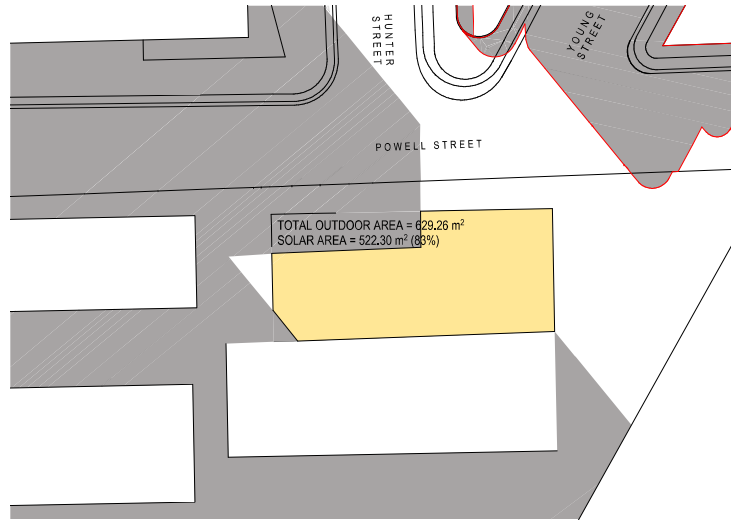 HUNTER
STREET
YOUNG
STREET
POWELL STREET
TOTAL OUTDOOR AREA = 629.26 m²
SOLAR AREA = 522.30 m² (83%)